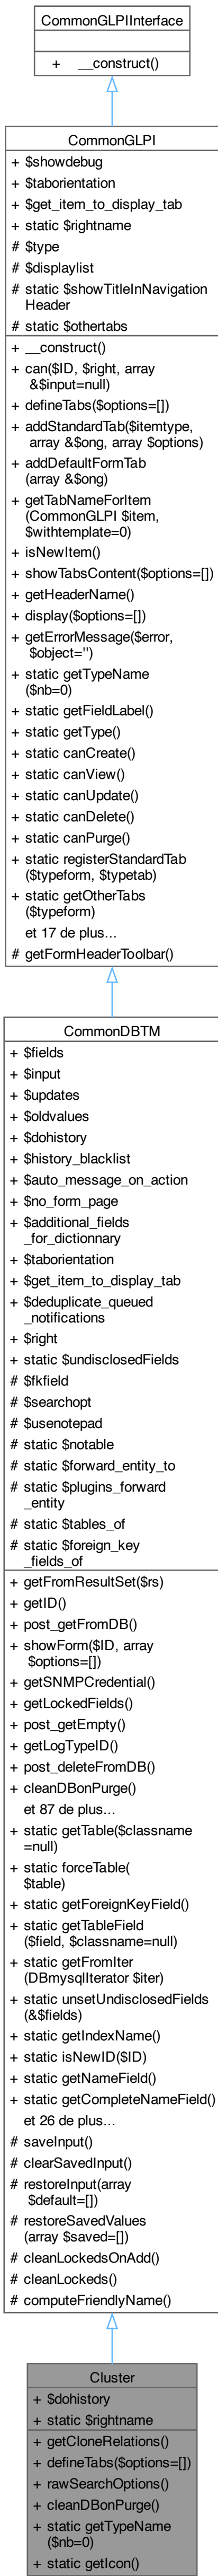 CommonGLPIInterface
+ __construct()
CommonGLPI
+ $showdebug
+ $taborientation
+ $get_item_to_display_tab
+ static $rightname
# $type
# $displaylist
# static $showTitleInNavigation
Header
# static $othertabs
+ __construct()
+ can($ID, $right, array
&$input=null)
+ defineTabs($options=[])
+ addStandardTab($itemtype,
array &$ong, array $options)
+ addDefaultFormTab
(array &$ong)
+ getTabNameForItem
(CommonGLPI $item,
$withtemplate=0)
+ isNewItem()
+ showTabsContent($options=[])
+ getHeaderName()
+ display($options=[])
+ getErrorMessage($error,
$object='')
+ static getTypeName
($nb=0)
+ static getFieldLabel()
+ static getType()
+ static canCreate()
+ static canView()
+ static canUpdate()
+ static canDelete()
+ static canPurge()
+ static registerStandardTab
($typeform, $typetab)
+ static getOtherTabs
($typeform)
et 17 de plus...
# getFormHeaderToolbar()
CommonDBTM
+ $fields
+ $input
+ $updates
+ $oldvalues
+ $dohistory
+ $history_blacklist
+ $auto_message_on_action
+ $no_form_page
+ $additional_fields
_for_dictionnary
+ $taborientation
+ $get_item_to_display_tab
+ $deduplicate_queued
_notifications
+ $right
+ static $undisclosedFields
# $fkfield
# $searchopt
# $usenotepad
# static $notable
# static $forward_entity_to
# static $plugins_forward
_entity
# static $tables_of
# static $foreign_key
_fields_of
+ getFromResultSet($rs)
+ getID()
+ post_getFromDB()
+ showForm($ID, array
$options=[])
+ getSNMPCredential()
+ getLockedFields()
+ post_getEmpty()
+ getLogTypeID()
+ post_deleteFromDB()
+ cleanDBonPurge()
et 87 de plus...
+ static getTable($classname
=null)
+ static forceTable(
$table)
+ static getForeignKeyField()
+ static getTableField
($field, $classname=null)
+ static getFromIter
(DBmysqlIterator $iter)
+ static unsetUndisclosedFields
(&$fields)
+ static getIndexName()
+ static isNewID($ID)
+ static getNameField()
+ static getCompleteNameField()
et 26 de plus...
# saveInput()
# clearSavedInput()
# restoreInput(array
$default=[])
# restoreSavedValues
(array $saved=[])
# cleanLockedsOnAdd()
# cleanLockeds()
# computeFriendlyName()
Cluster
+ $dohistory
+ static $rightname
+ getCloneRelations()
+ defineTabs($options=[])
+ rawSearchOptions()
+ cleanDBonPurge()
+ static getTypeName
($nb=0)
+ static getIcon()